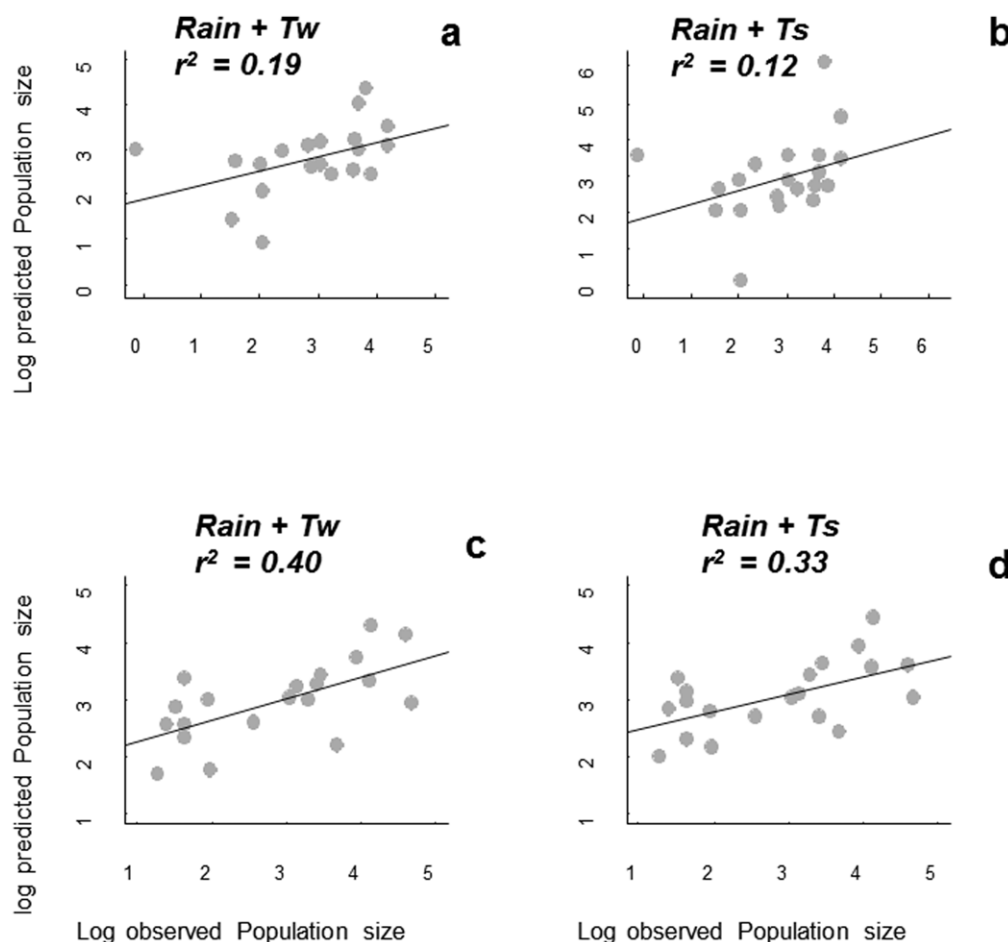 Rain + Tw
r² = 0.19
a
Log predicted Population size
5
4
3
2
1
0
0 1 2 3 4 5
Rain + Ts
r² = 0.12
b
6
5
4
3
2
1
0
0 1 2 3 4 5 6
Rain + Tw
r² = 0.40
c
log predicted Population size
5
4
3
2
1
1 2 3 4 5
Log observed Population size
Rain + Ts
r² = 0.33
d
5
4
3
2
1
1 2 3 4 5
Log observed Population size